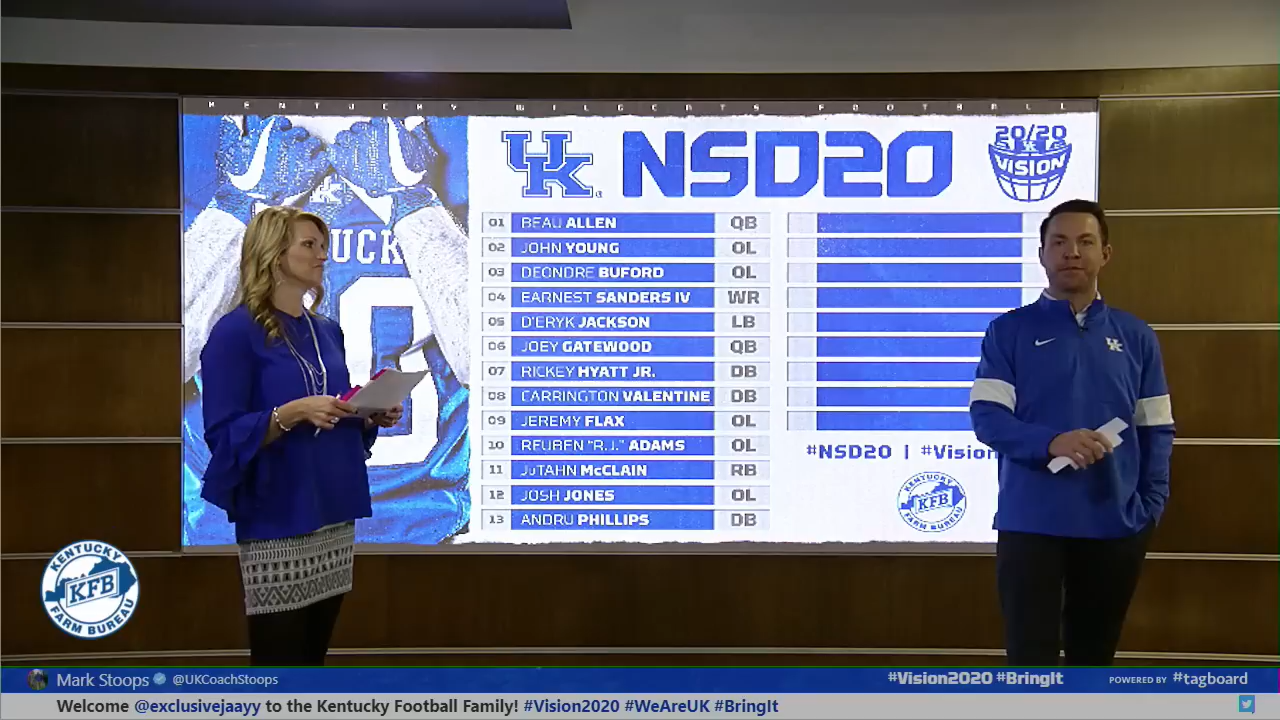 KENTUCKY WILDCATS FOOTBALL
UK NSD20
20/20
VISION
01 BEAU ALLEN QB
02 JOHN YOUNG OL
03 DEONDRE BUFORD OL
04 EARNEST SANDERS IV WR
05 D'ERYK JACKSON LB
06 JOEY GATEWOOD QB
07 RICKEY HYATT JR. DB
08 CARRINGTON VALENTINE DB
09 JEREMY FLAX OL
10 REUBEN "R.J." ADAMS OL
11 JuTAHN McCLAIN RB
12 JOSH JONES OL
13 ANDRU PHILLIPS DB
#NSD20 | #Vision
KENTUCKY
KFB
FARM BUREAU
UCK
UK
KENTUCKY
KFB
FARM BUREAU
Mark Stoops @UKCoachStoops #Vision2020 #BringIt POWERED BY #tagboard
Welcome @exclusivejaayy to the Kentucky Football Family! #Vision2020 #WeAreUK #BringIt